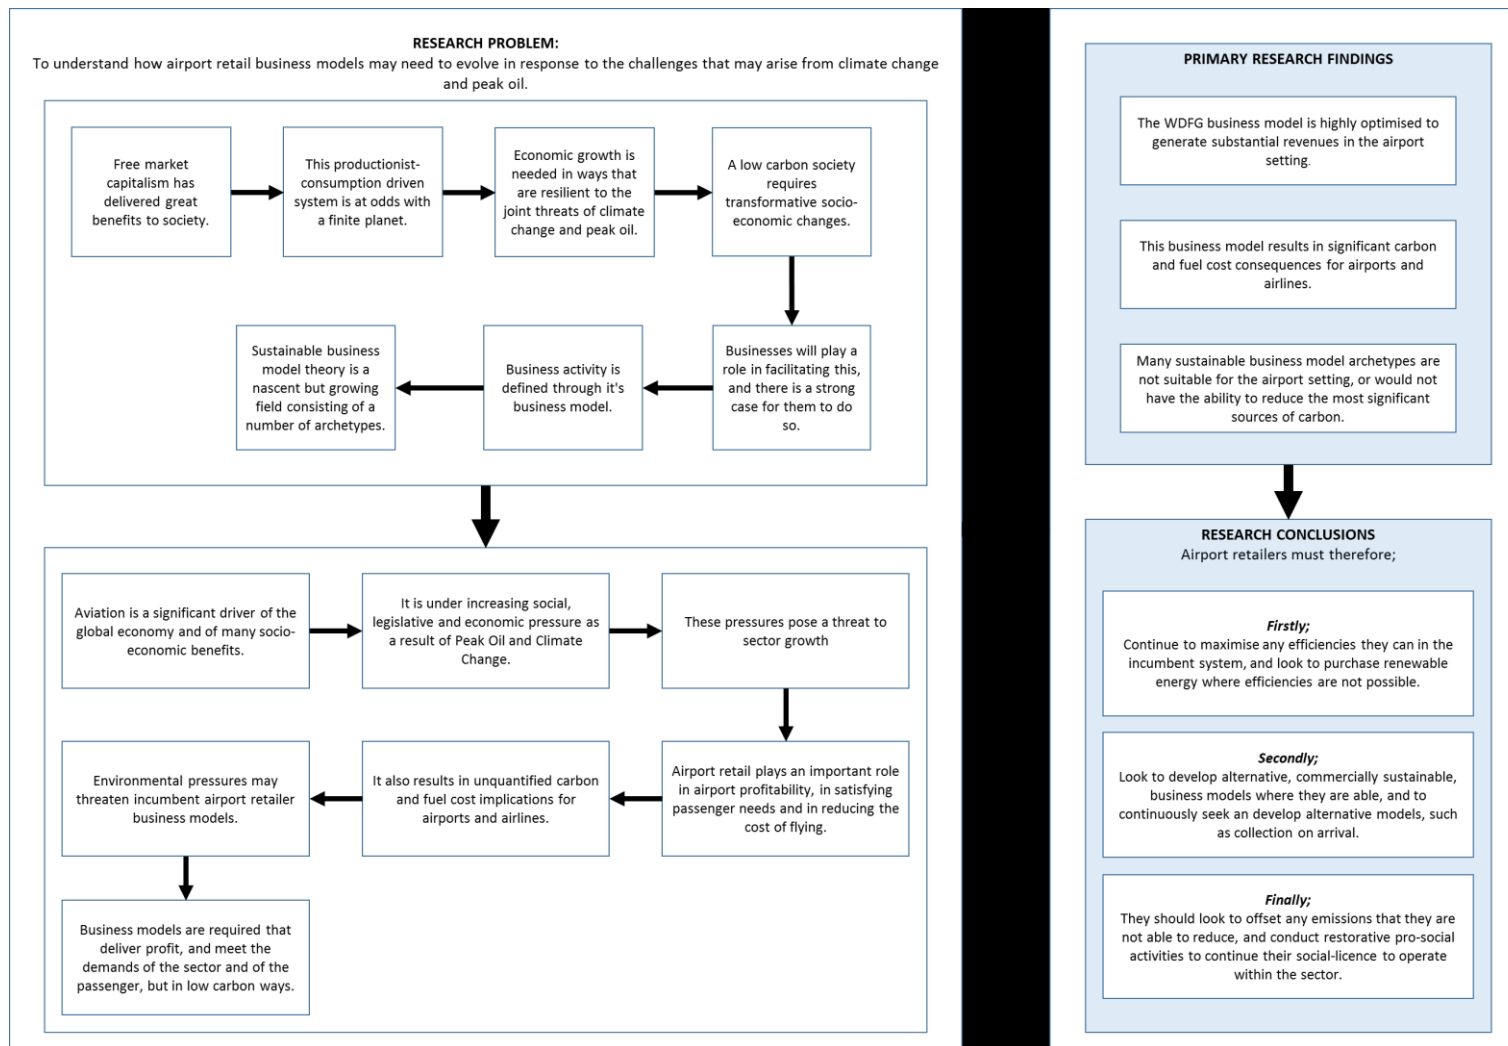 RESEARCH PROBLEM:
To understand how airport retail business models may need to evolve in response to the challenges that may arise from climate change
and peak oil.
Free market
capitalism has
delivered great
benefits to society.
This productionist-
consumption driven
system is at odds with
a finite planet.
Economic growth is
needed in ways that
are resilient to the
joint threats of climate
change and peak oil.
A low carbon society
requires
transformative socio-
economic changes.
Businesses will play a
role in facilitating this,
and there is a strong
case for them to do
so.
Business activity is
defined through it's
business model.
Sustainable business
model theory is a
nascent but growing
field consisting of a
number of archetypes.
Aviation is a significant driver of the
global economy and of many socio-
economic benefits.
It is under increasing social,
legislative and economic pressure as
a result of Peak Oil and Climate
Change.
These pressures pose a threat to
sector growth
Airport retail plays an important role
in airport profitability, in satisfying
passenger needs and in reducing the
cost of flying.
It also results in unquantified carbon
and fuel cost implications for
airports and airlines.
Environmental pressures may
threaten incumbent airport retailer
business models.
Business models are required that
deliver profit, and meet the
demands of the sector and of the
passenger, but in low carbon ways.
PRIMARY RESEARCH FINDINGS
The WDFG business model is highly optimised to
generate substantial revenues in the airport
setting.
This business model results in significant carbon
and fuel cost consequences for airports and
airlines.
Many sustainable business model archetypes are
not suitable for the airport setting, or would not
have the ability to reduce the most significant
sources of carbon.
RESEARCH CONCLUSIONS
Airport retailers must therefore;
Firstly;
Continue to maximise any efficiencies they can in the
incumbent system, and look to purchase renewable
energy where efficiencies are not possible.
Secondly;
Look to develop alternative, commercially sustainable,
business models where they are able, and to
continuously seek an develop alternative models, such
as collection on arrival.
Finally;
They should look to offset any emissions that they are
not able to reduce, and conduct restorative pro-social
activities to continue their social-licence to operate
within the sector.